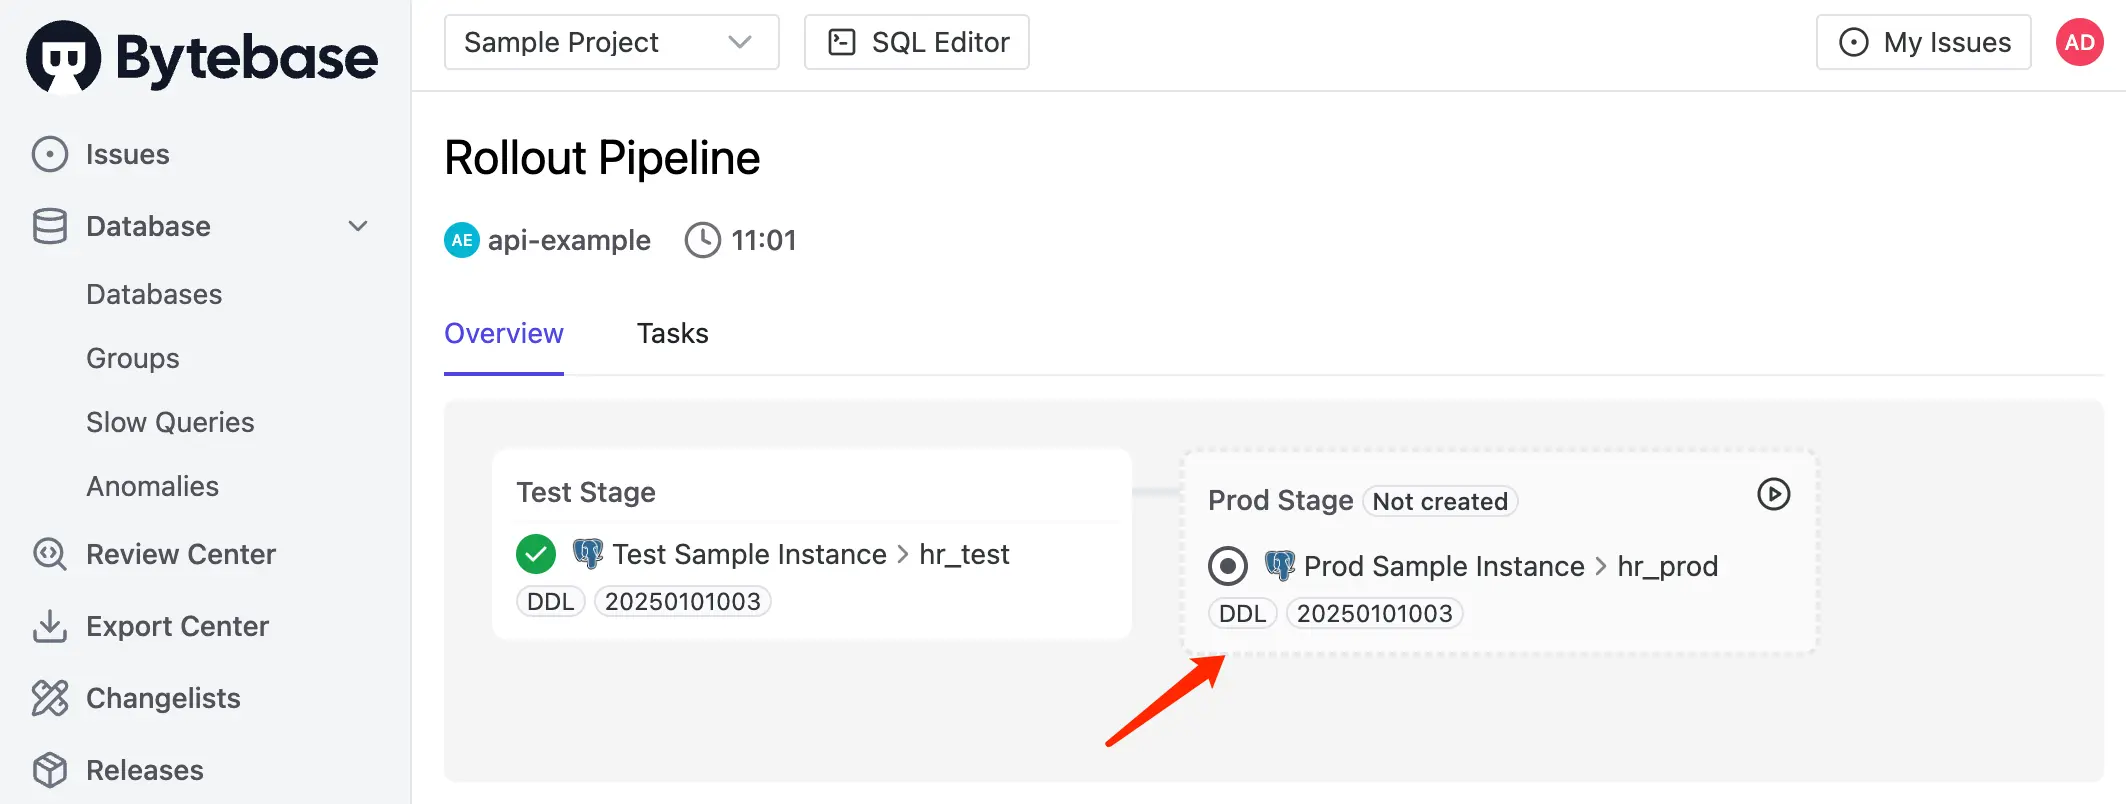 Bytebase
Sample Project
SQL Editor
My Issues
AD
Issues
Database
Databases
Groups
Slow Queries
Anomalies
Review Center
Export Center
Changelists
Releases
Rollout Pipeline
AE api-example 11:01
Overview Tasks
Test Stage
Test Sample Instance > hr_test
DDL 20250101003
Prod Stage Not created
Prod Sample Instance > hr_prod
DDL 20250101003